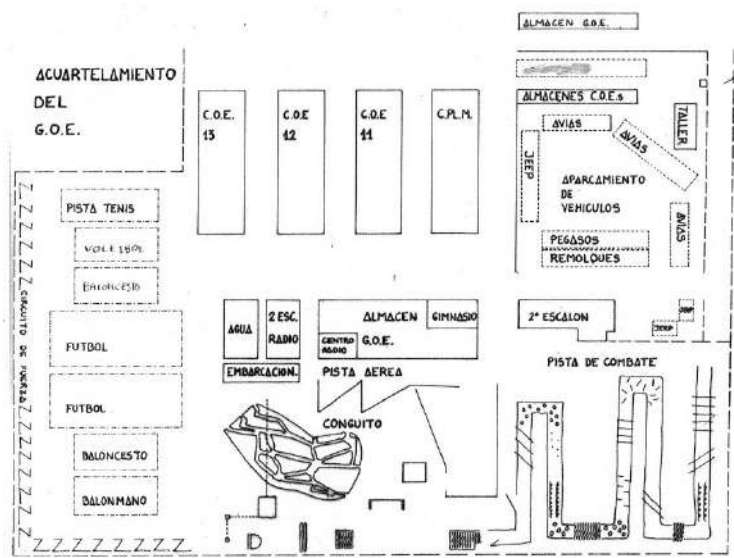 ACUARTELAMIENTO
DEL
G.O.E.
ALMACEN G.O.E.
ALMACENES C.O.E.s
C.O.E.
13
C.O.E
12
C.O.E
11
C.PL.M.
AVIAS
AVIAS
TALLER
JEEP
APARCAMIENTO
DE
VEHICULOS
AVIAS
PEGASOS
REMOLQUES
PISTA TENIS
VOLEIBOL
BALONCESTO
CIRCUITO DE FUERZA
FUTBOL
FUTBOL
BALONCESTO
BALONMANO
AGUA
2 ESC.
RADIO
ALMACEN
G.O.E.
GIMNASIO
CENTRO
RADIO
2º ESCALON
JEEP
JEEP
EMBARCACION.
PISTA AEREA
PISTA DE COMBATE
CONGUITO